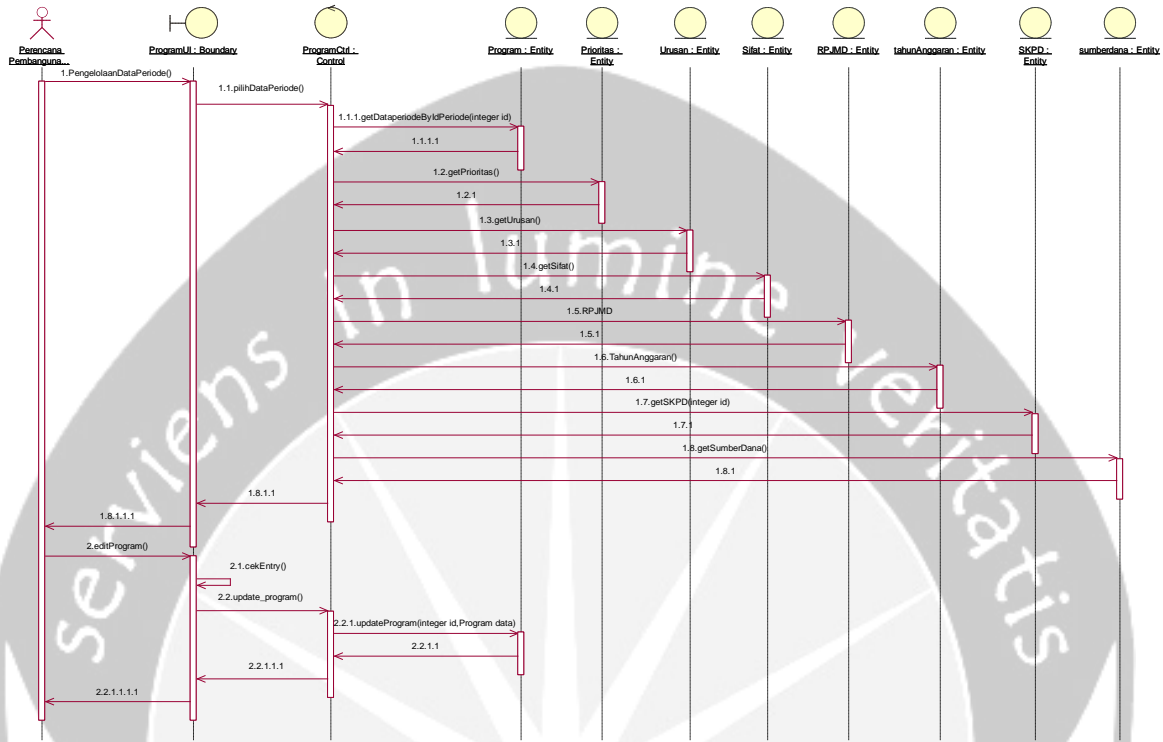 Perencana
Pembanguna...
ProgramUI : Boundary
ProgramCtrl :
Control
Program : Entity
Prioritas :
Entity
Urusan : Entity
Sifat : Entity
RPJMD : Entity
tahunAnggaran : Entity
SKPD :
Entity
sumberdana : Entity
1.PengelolaanDataPeriode()
1.1.pilihDataPeriode()
1.1.1.getDataperiodeByIdPeriode(integer id)
1.1.1.1
1.2.getPrioritas()
1.2.1
1.3.getUrusan()
1.3.1
1.4.getSifat()
1.4.1
1.5.RPJMD
1.5.1
1.6.TahunAnggaran()
1.6.1
1.7.getSKPD(integer id)
1.7.1
1.8.getSumberDana()
1.8.1
1.8.1.1
1.8.1.1.1
2.editProgram()
2.1.cekEntry()
2.2.update_program()
2.2.1.updateProgram(integer id,Program data)
2.2.1.1
2.2.1.1.1
2.2.1.1.1.1
serviens in lumine veritatis